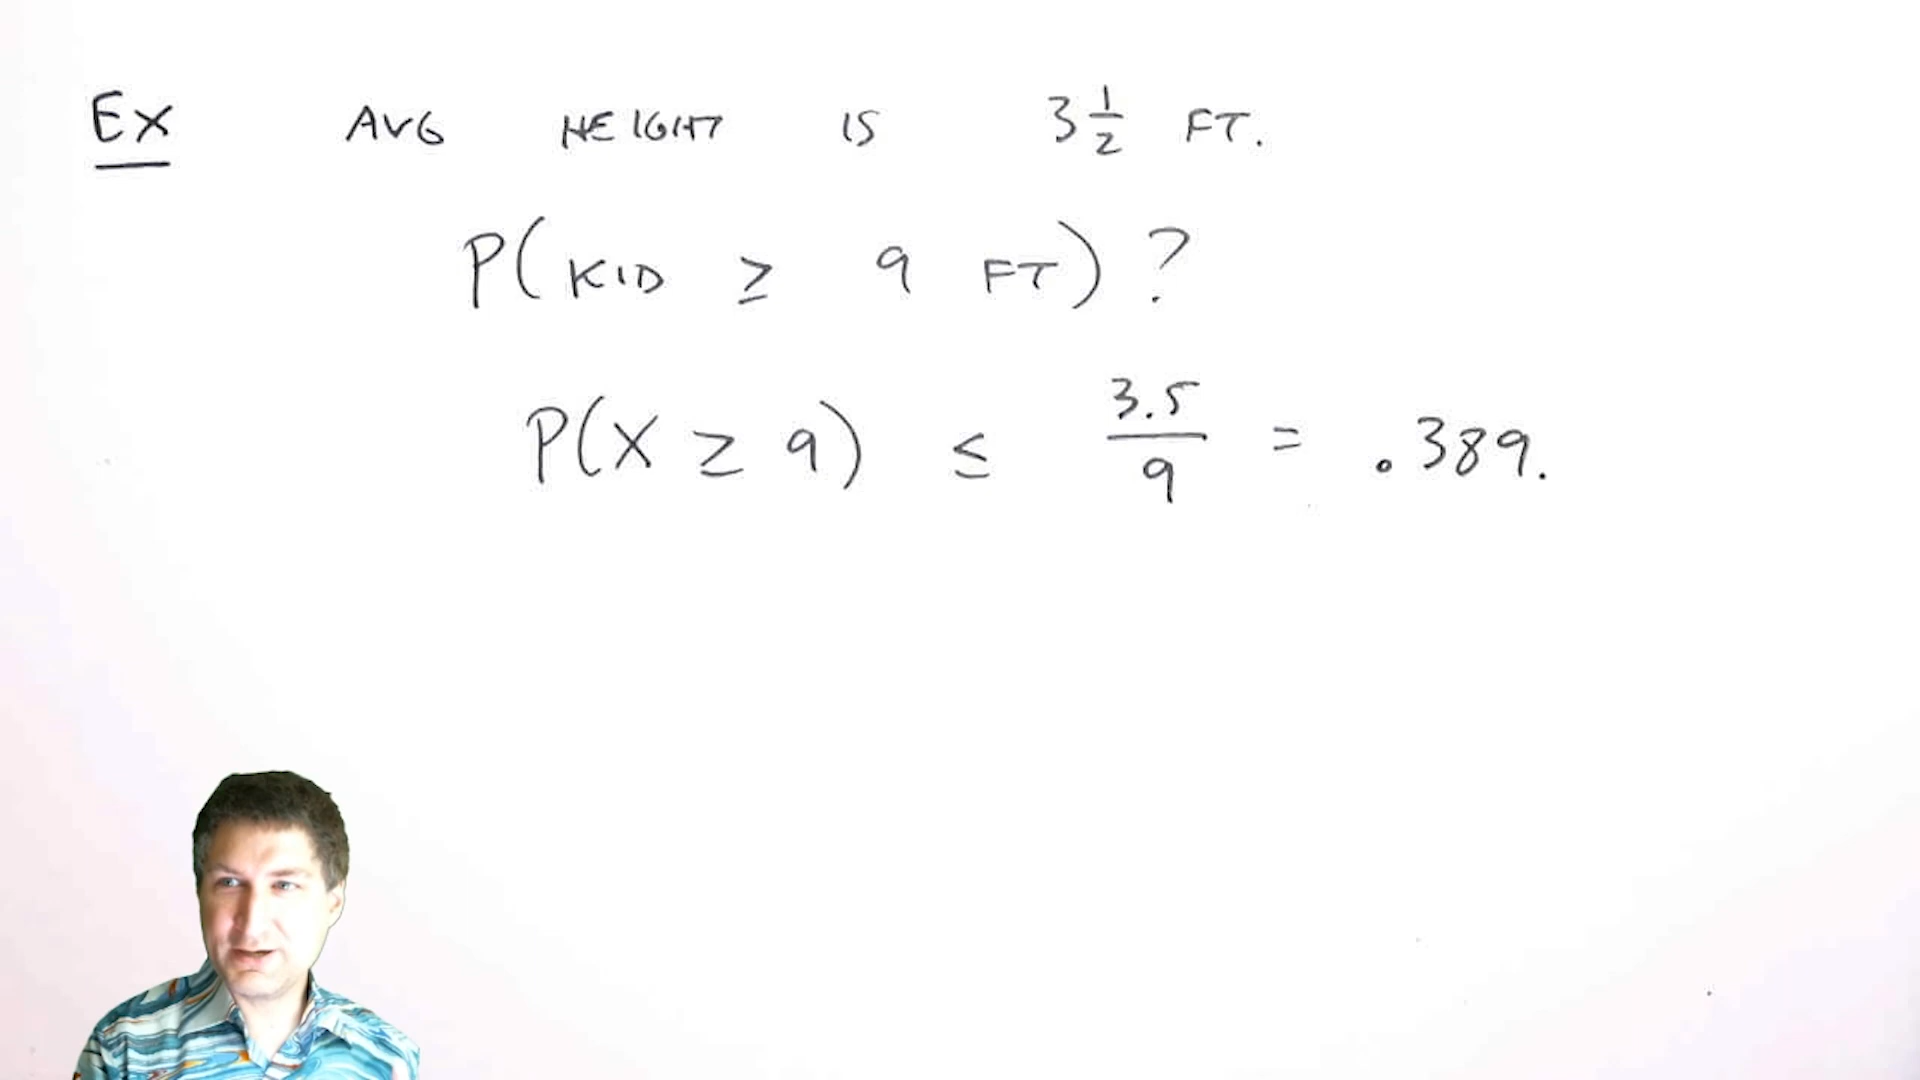 Ex AVG HEIGHT IS 3 1/2 FT.
P(KID ≥ 9 FT)?
P(X ≥ 9) ≤ 3.5/9 = .389.